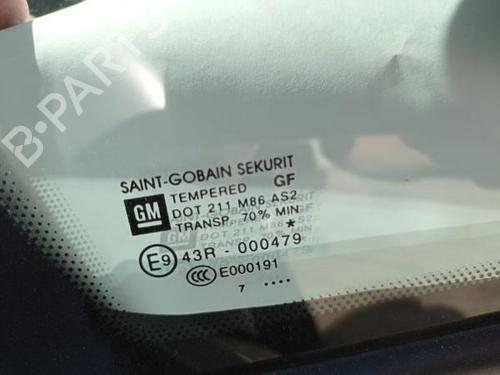 B-PARTS
SAINT-GOBAIN SEKURIT
TEMPERED GF
GM
DOT 211 M86 AS2
TRANSP. 70% MIN
E9 43R - 000479
CCC E000191 *
7 ....